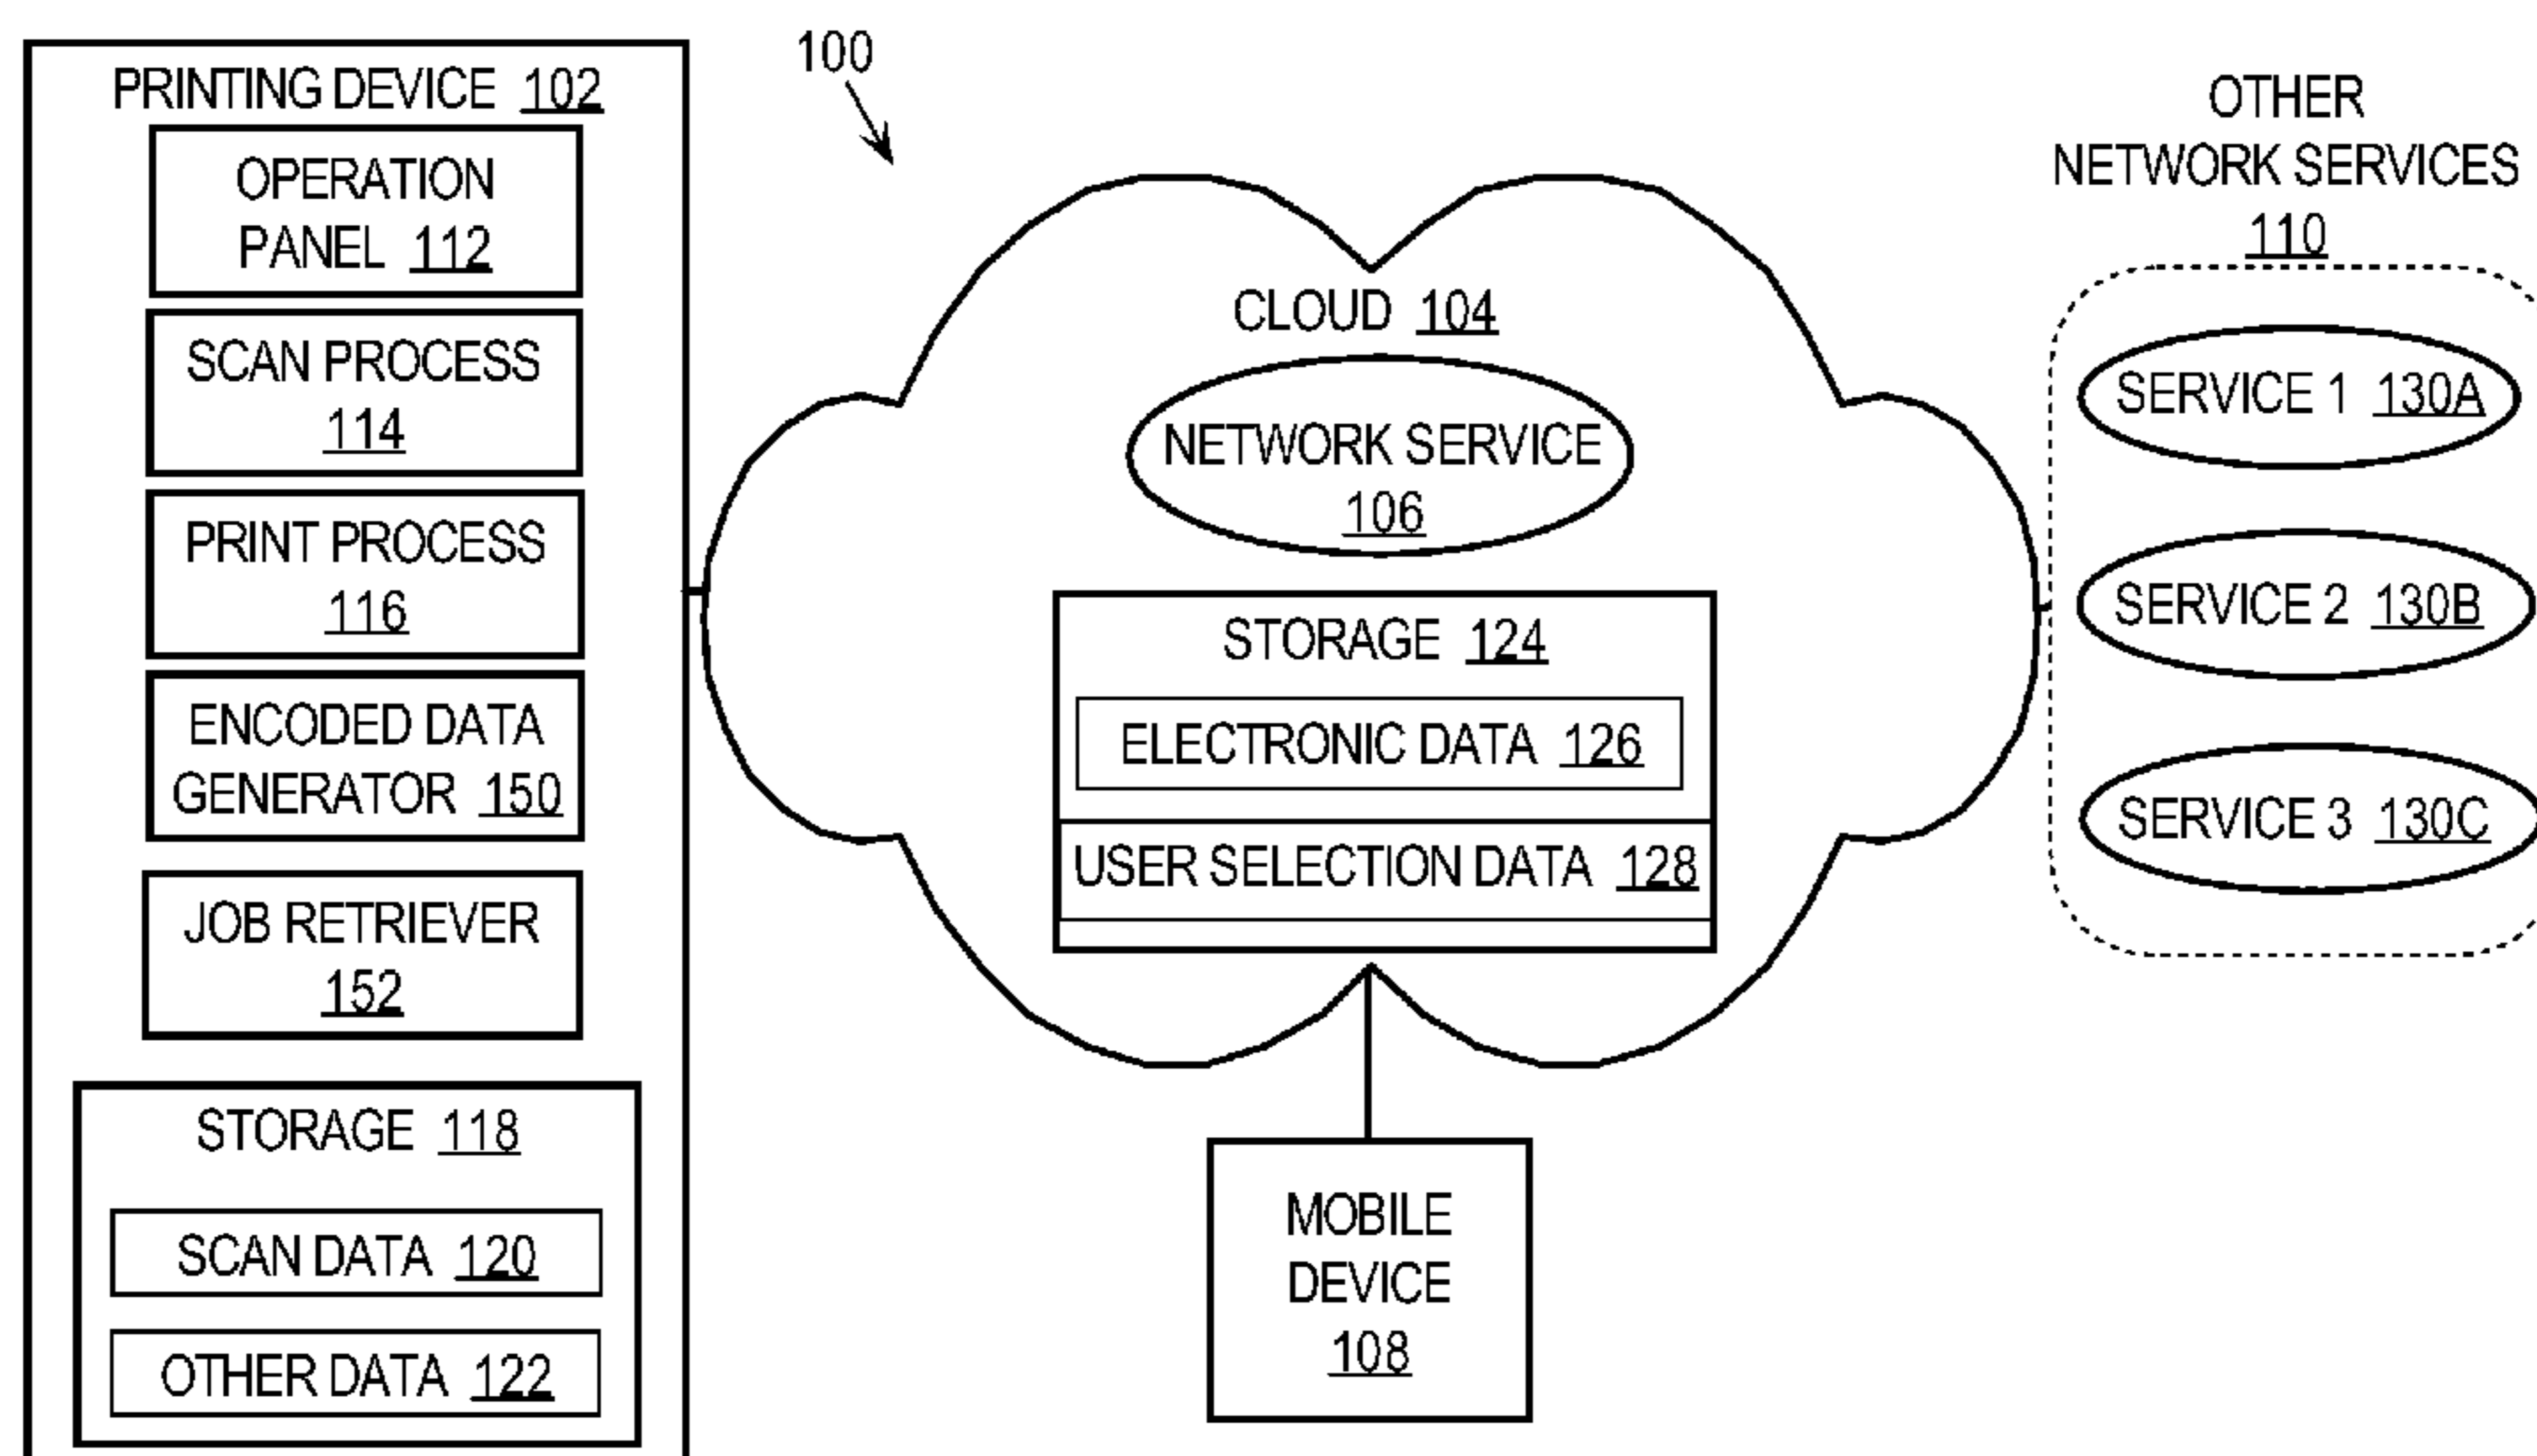 100
PRINTING DEVICE 102
OPERATION
PANEL 112
SCAN PROCESS
114
PRINT PROCESS
116
ENCODED DATA
GENERATOR 150
JOB RETRIEVER
152
STORAGE 118
SCAN DATA 120
OTHER DATA 122
CLOUD 104
NETWORK SERVICE
106
STORAGE 124
ELECTRONIC DATA 126
USER SELECTION DATA 128
MOBILE
DEVICE
108
OTHER
NETWORK SERVICES
110
SERVICE 1 130A
SERVICE 2 130B
SERVICE 3 130C